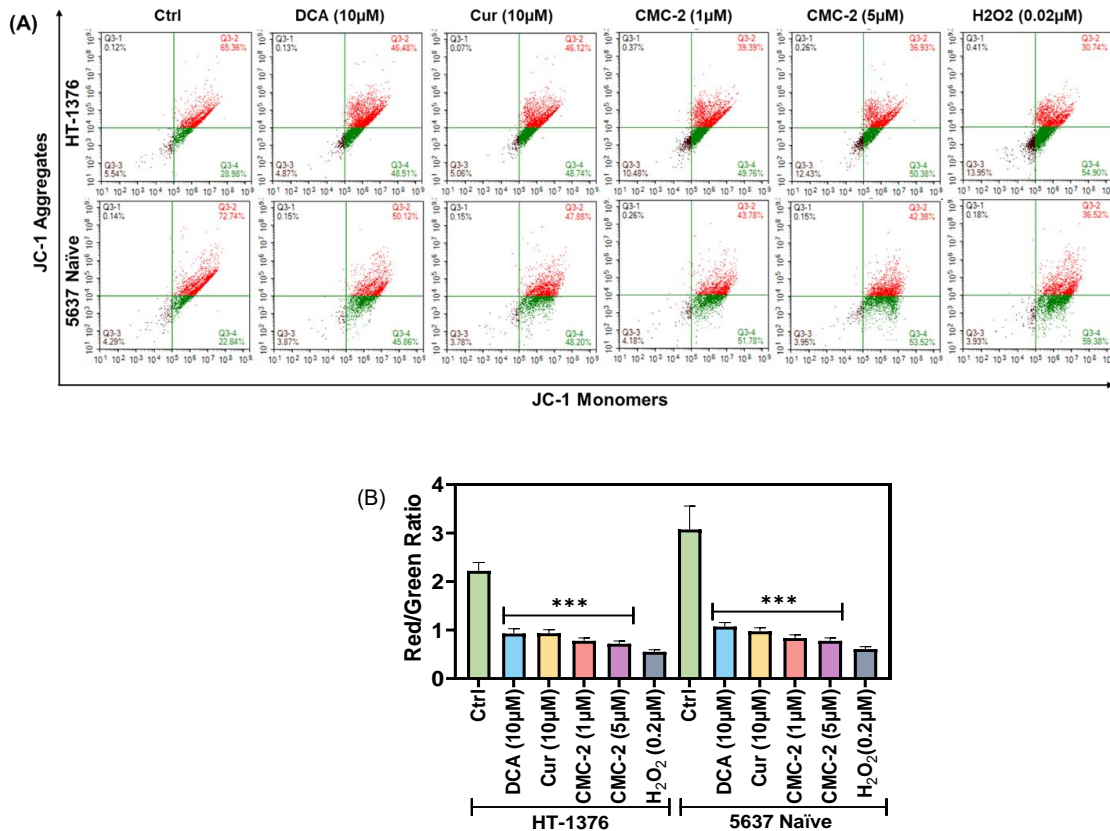 (A)
Ctrl
DCA (10µM)
Cur (10µM)
CMC-2 (1µM)
CMC-2 (5µM)
H2O2 (0.02µM)
JC-1 Aggregates
HT-1376
Q3-1
0.12%
Q3-2
65.36%
Q3-3
5.54%
Q3-4
28.98%
Q3-1
0.13%
Q3-2
46.48%
Q3-3
4.87%
Q3-4
48.51%
Q3-1
0.07%
Q3-2
46.12%
Q3-3
5.06%
Q3-4
48.74%
Q3-1
0.37%
Q3-2
39.39%
Q3-3
10.48%
Q3-4
49.76%
Q3-1
0.26%
Q3-2
36.93%
Q3-3
12.43%
Q3-4
50.38%
Q3-1
0.41%
Q3-2
30.74%
Q3-3
13.95%
Q3-4
54.90%
5637 Naïve
Q3-1
0.14%
Q3-2
72.74%
Q3-3
4.29%
Q3-4
22.84%
Q3-1
0.15%
Q3-2
50.12%
Q3-3
3.87%
Q3-4
45.86%
Q3-1
0.15%
Q3-2
47.88%
Q3-3
3.78%
Q3-4
48.20%
Q3-1
0.26%
Q3-2
43.78%
Q3-3
4.18%
Q3-4
51.78%
Q3-1
0.15%
Q3-2
42.38%
Q3-3
3.95%
Q3-4
53.52%
Q3-1
0.18%
Q3-2
36.52%
Q3-3
3.93%
Q3-4
59.38%
JC-1 Monomers
(B)
Red/Green Ratio
4
3
2
1
0
***
***
Ctrl
DCA (10µM)
Cur (10µM)
CMC-2 (1µM)
CMC-2 (5µM)
H₂O₂ (0.2µM)
Ctrl
DCA (10µM)
Cur (10µM)
CMC-2 (1µM)
CMC-2 (5µM)
H₂O₂(0.2µM)
HT-1376
5637 Naïve